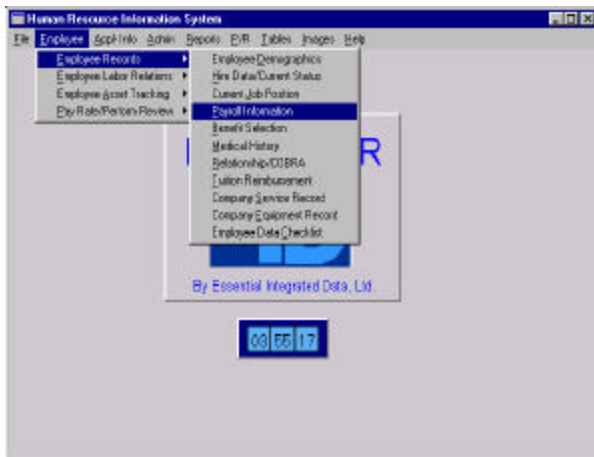 Human Resource Information System
File Employee Appl-Info Admin Reports P/R Tables Images Help
Employee Records
Employee Labor Relations
Employee Asset Tracking
Pay Rate/Perform Review
Employee Demographics
Hire Data/Current Status
Current Job Position
Payroll Information
Benefit Selection
Medical History
Relationship/COBRA
Tuition Reimbursement
Company Service Record
Company Equipment Record
Employee Data Checklist
R
By Essential Integrated Data, Ltd.
03 55 17